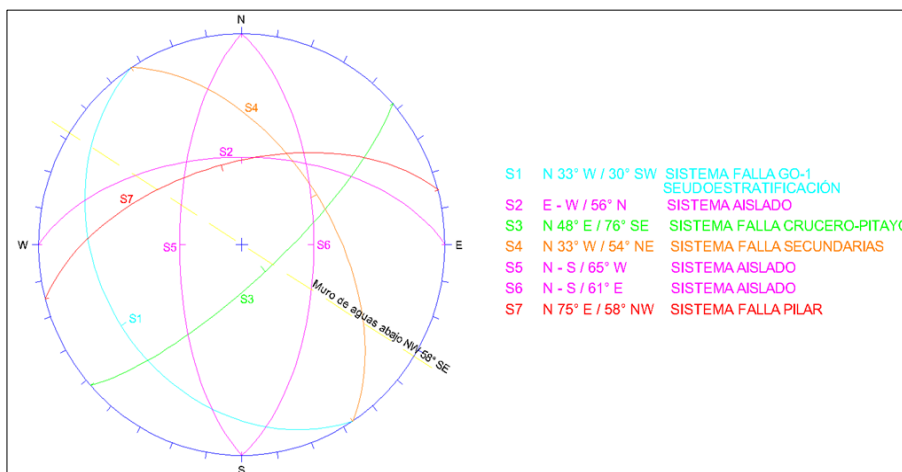 N
S4
S2
S7
W
S5
S6
E
S3
S1
Muro de aguas abajo NW 58° SE
S
S1 N 33° W / 30° SW SISTEMA FALLA GO-1
SEUDOESTRATIFICACIÓN
S2 E - W / 56° N SISTEMA AISLADO
S3 N 48° E / 76° SE SISTEMA FALLA CRUCERO-PITAYO
S4 N 33° W / 54° NE SISTEMA FALLA SECUNDARIAS
S5 N - S / 65° W SISTEMA AISLADO
S6 N - S / 61° E SISTEMA AISLADO
S7 N 75° E / 58° NW SISTEMA FALLA PILAR